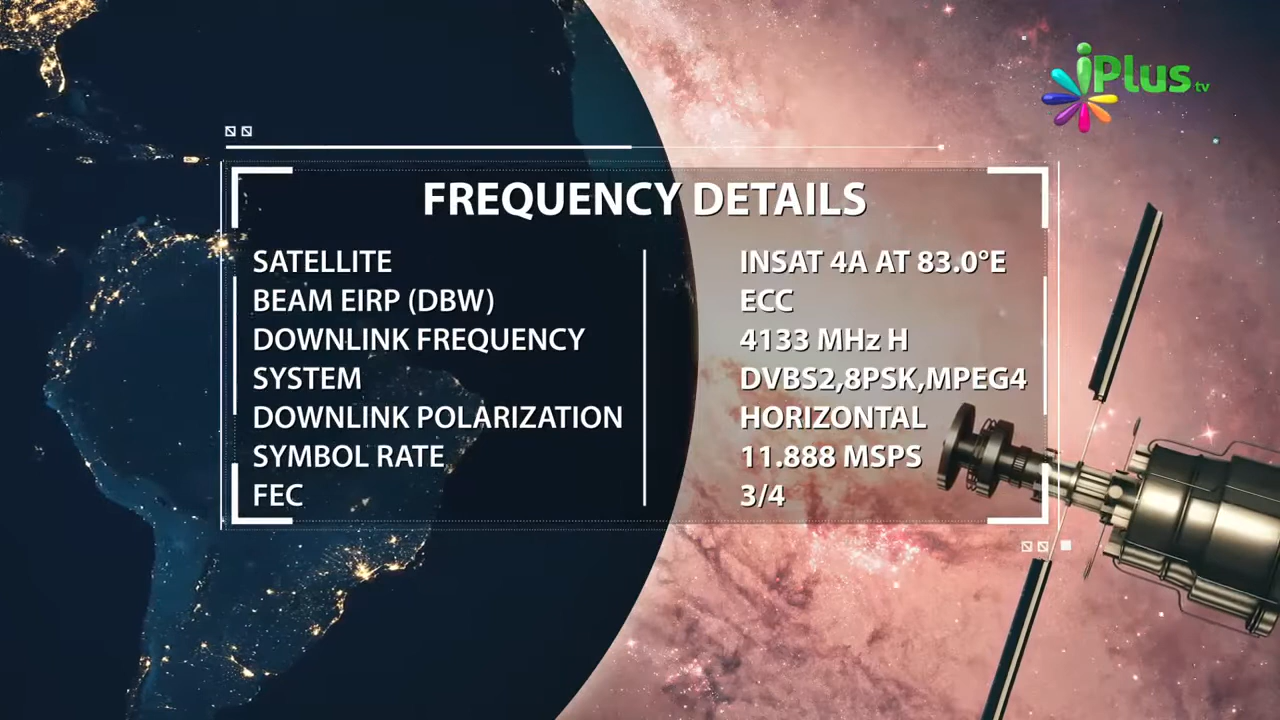 iPlus tv
FREQUENCY DETAILS
SATELLITE INSAT 4A AT 83.0°E
BEAM EIRP (DBW) ECC
DOWNLINK FREQUENCY 4133 MHz H
SYSTEM DVBS2,8PSK,MPEG4
DOWNLINK POLARIZATION HORIZONTAL
SYMBOL RATE 11.888 MSPS
FEC 3/4